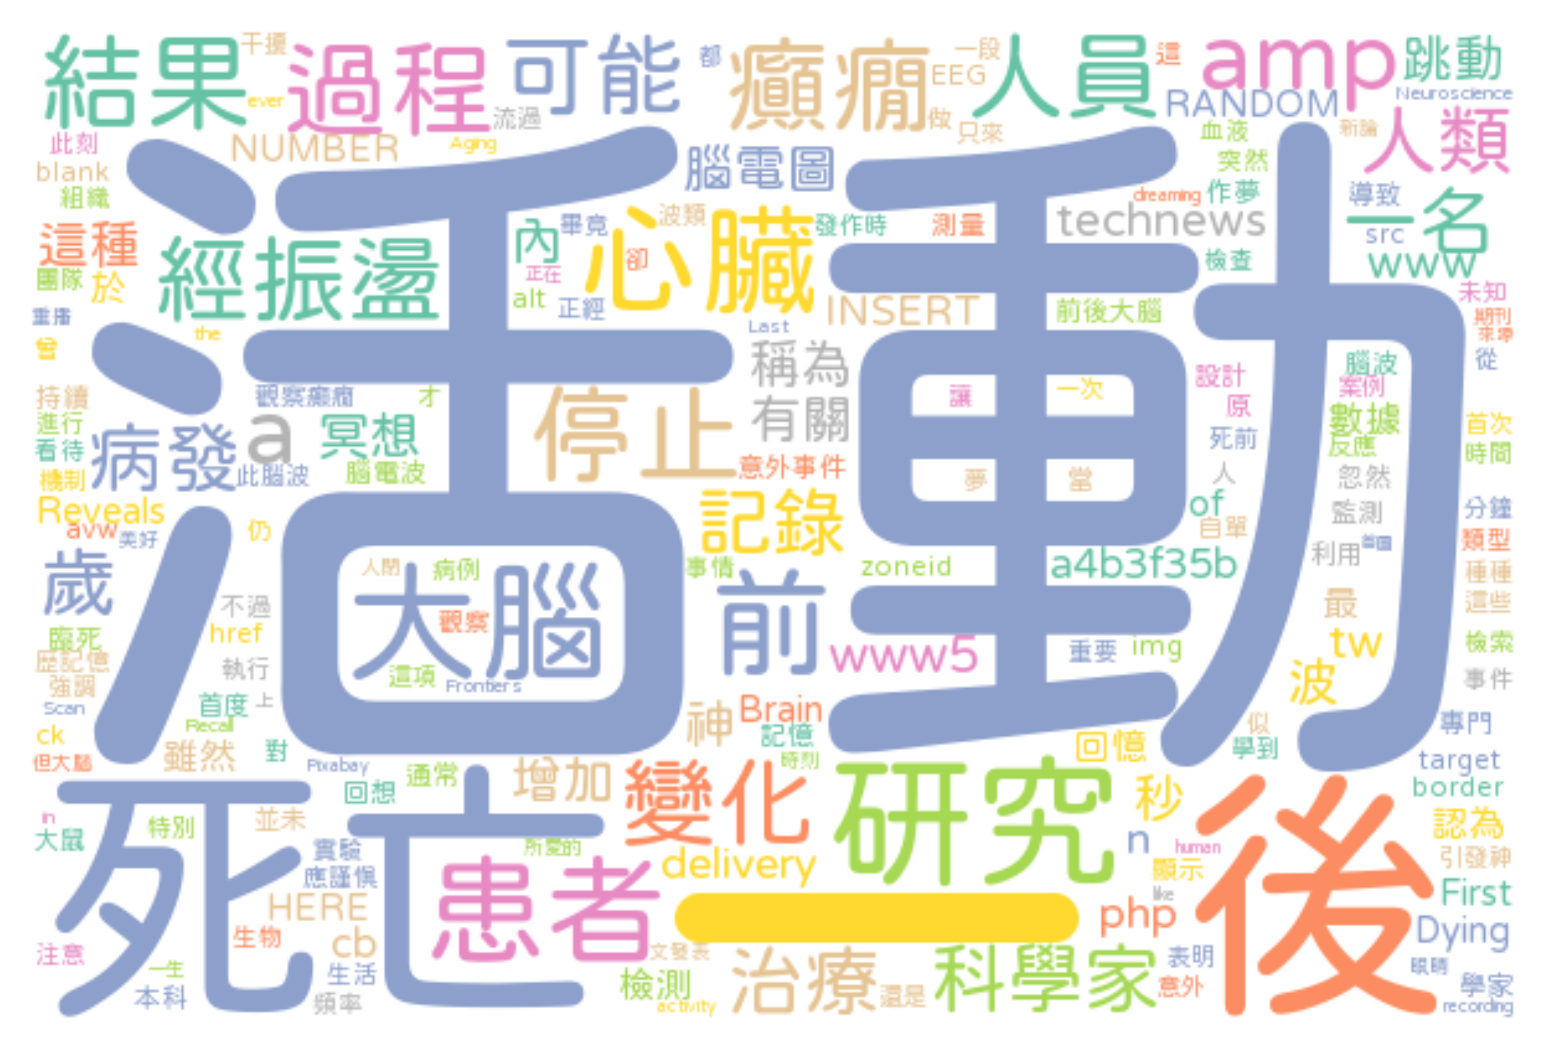 結果 干擾 過程 可能 都 癲癇 一段 人員 這 amp 跳動
ever EEG RANDOM Neuroscience
此刻 NUMBER 流過 Aging 做 只來 血液 新論 人類
blank 腦電圖 突然
組織 dreaming 作夢 導致 一名
這種 經振盪 內 畢竟 波類 發作時 測量 technews src
團隊 於 正在 心臟 卻 檢查 www
重播 the alt 正經 INSERT 前後大腦 未知
曾 Last 期刊
來源
活動
稱為 腦波 從
持續 觀察癲癇 才 讓 一次 設計 案例
進行 a 冥想 停止 有關 原 數據 首次
看待 病發 死前 反應 時間
機制 此腦波 腦電波 意外事件 夢 當 人 忽然
Reveals 記錄 of 監測 分鐘
avw 美好 仍 自單 利用 首圖 類型
歲 人閉 病例 事情 zoneid a4b3f35b 種種
不過 大腦 觀察 前 最 這些
臨死 href www5 重要 img tw 檢索
歷記憶 執行 這項 波 事件
強調 Frontiers
Scan 首度 上 神 Brain 似 專門
ck Recall 記憶 回憶 學到
但大腦 雖然 對 時刻 target
死亡 Pixabay 通常 增加 變化 研究 秒 後 border
in 回想
大鼠 特別 並未 所愛的 n 認為
實驗 human 引發神
應謹慎 患者 delivery 顯示 First
HERE 一 like
生物 cb php Dying
注意 一生 生活 文發表 治療 科學家 表明 眼睛
本科 頻率 檢測 還是 意外 學家
activity recording